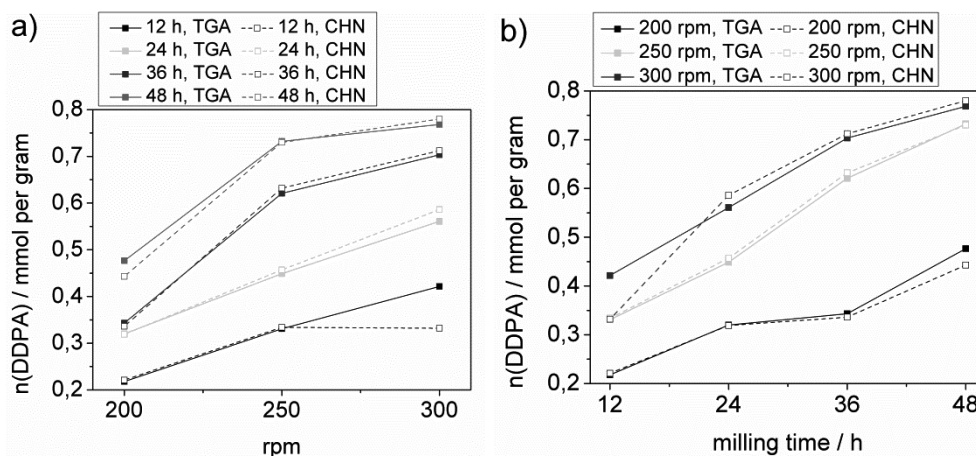 a)
12 h, TGA 12 h, CHN
24 h, TGA 24 h, CHN
36 h, TGA 36 h, CHN
48 h, TGA 48 h, CHN
n(DDPA) / mmol per gram
0,8
0,7
0,6
0,5
0,4
0,3
0,2
200 250 300
rpm
b)
200 rpm, TGA 200 rpm, CHN
250 rpm, TGA 250 rpm, CHN
300 rpm, TGA 300 rpm, CHN
n(DDPA) / mmol per gram
0,8
0,7
0,6
0,5
0,4
0,3
0,2
12 24 36 48
milling time / h